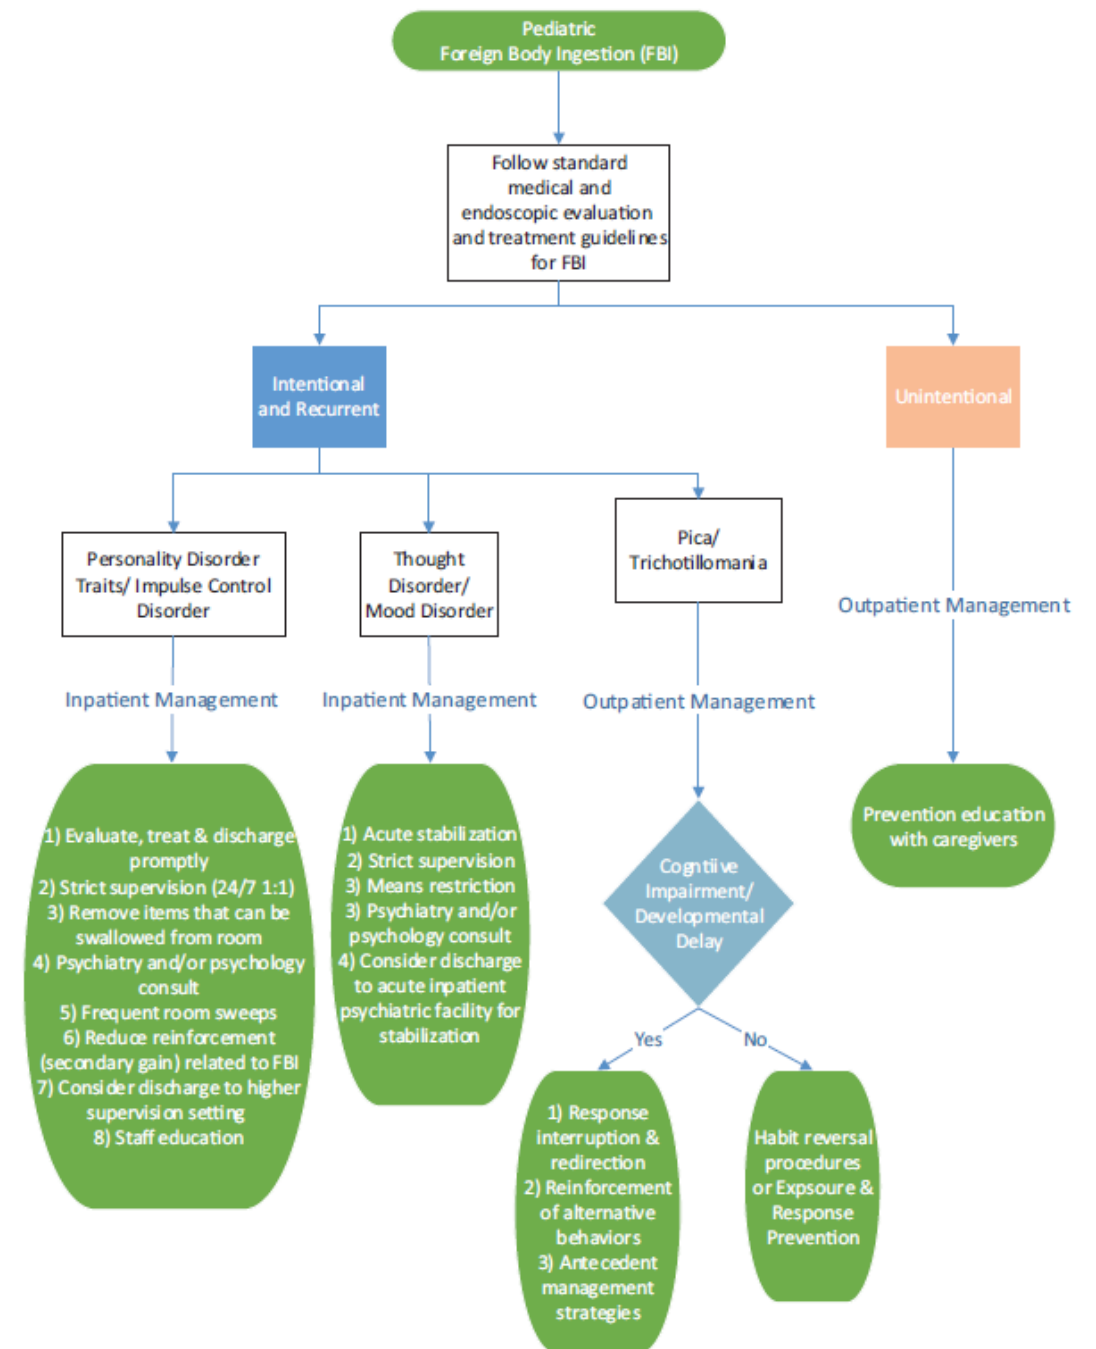 Pediatric
Foreign Body Ingestion (FBI)
Follow standard
medical and
endoscopic evaluation
and treatment guidelines
for FBI
Intentional
and Recurrent
Unintentional
Personality Disorder
Traits/ Impulse Control
Disorder
Thought
Disorder/
Mood Disorder
Pica/
Trichotillomania
Outpatient Management
Inpatient Management
Inpatient Management
Outpatient Management
1) Evaluate, treat & discharge
promptly
2) Strict supervision (24/7 1:1)
3) Remove items that can be
swallowed from room
4) Psychiatry and/or psychology
consult
5) Frequent room sweeps
6) Reduce reinforcement
(secondary gain) related to FBI
7) Consider discharge to higher
supervision setting
8) Staff education
1) Acute stabilization
2) Strict supervision
3) Means restriction
3) Psychiatry and/or
psychology consult
4) Consider discharge
to acute inpatient
psychiatric facility for
stabilization
Cogntiive
Impairment/
Developmental
Delay
Prevention education
with caregivers
Yes
No
1) Response
interruption &
redirection
2) Reinforcement
of alternative
behaviors
3) Antecedent
management
strategies
Habit reversal
procedures
or Expsoure &
Response
Prevention